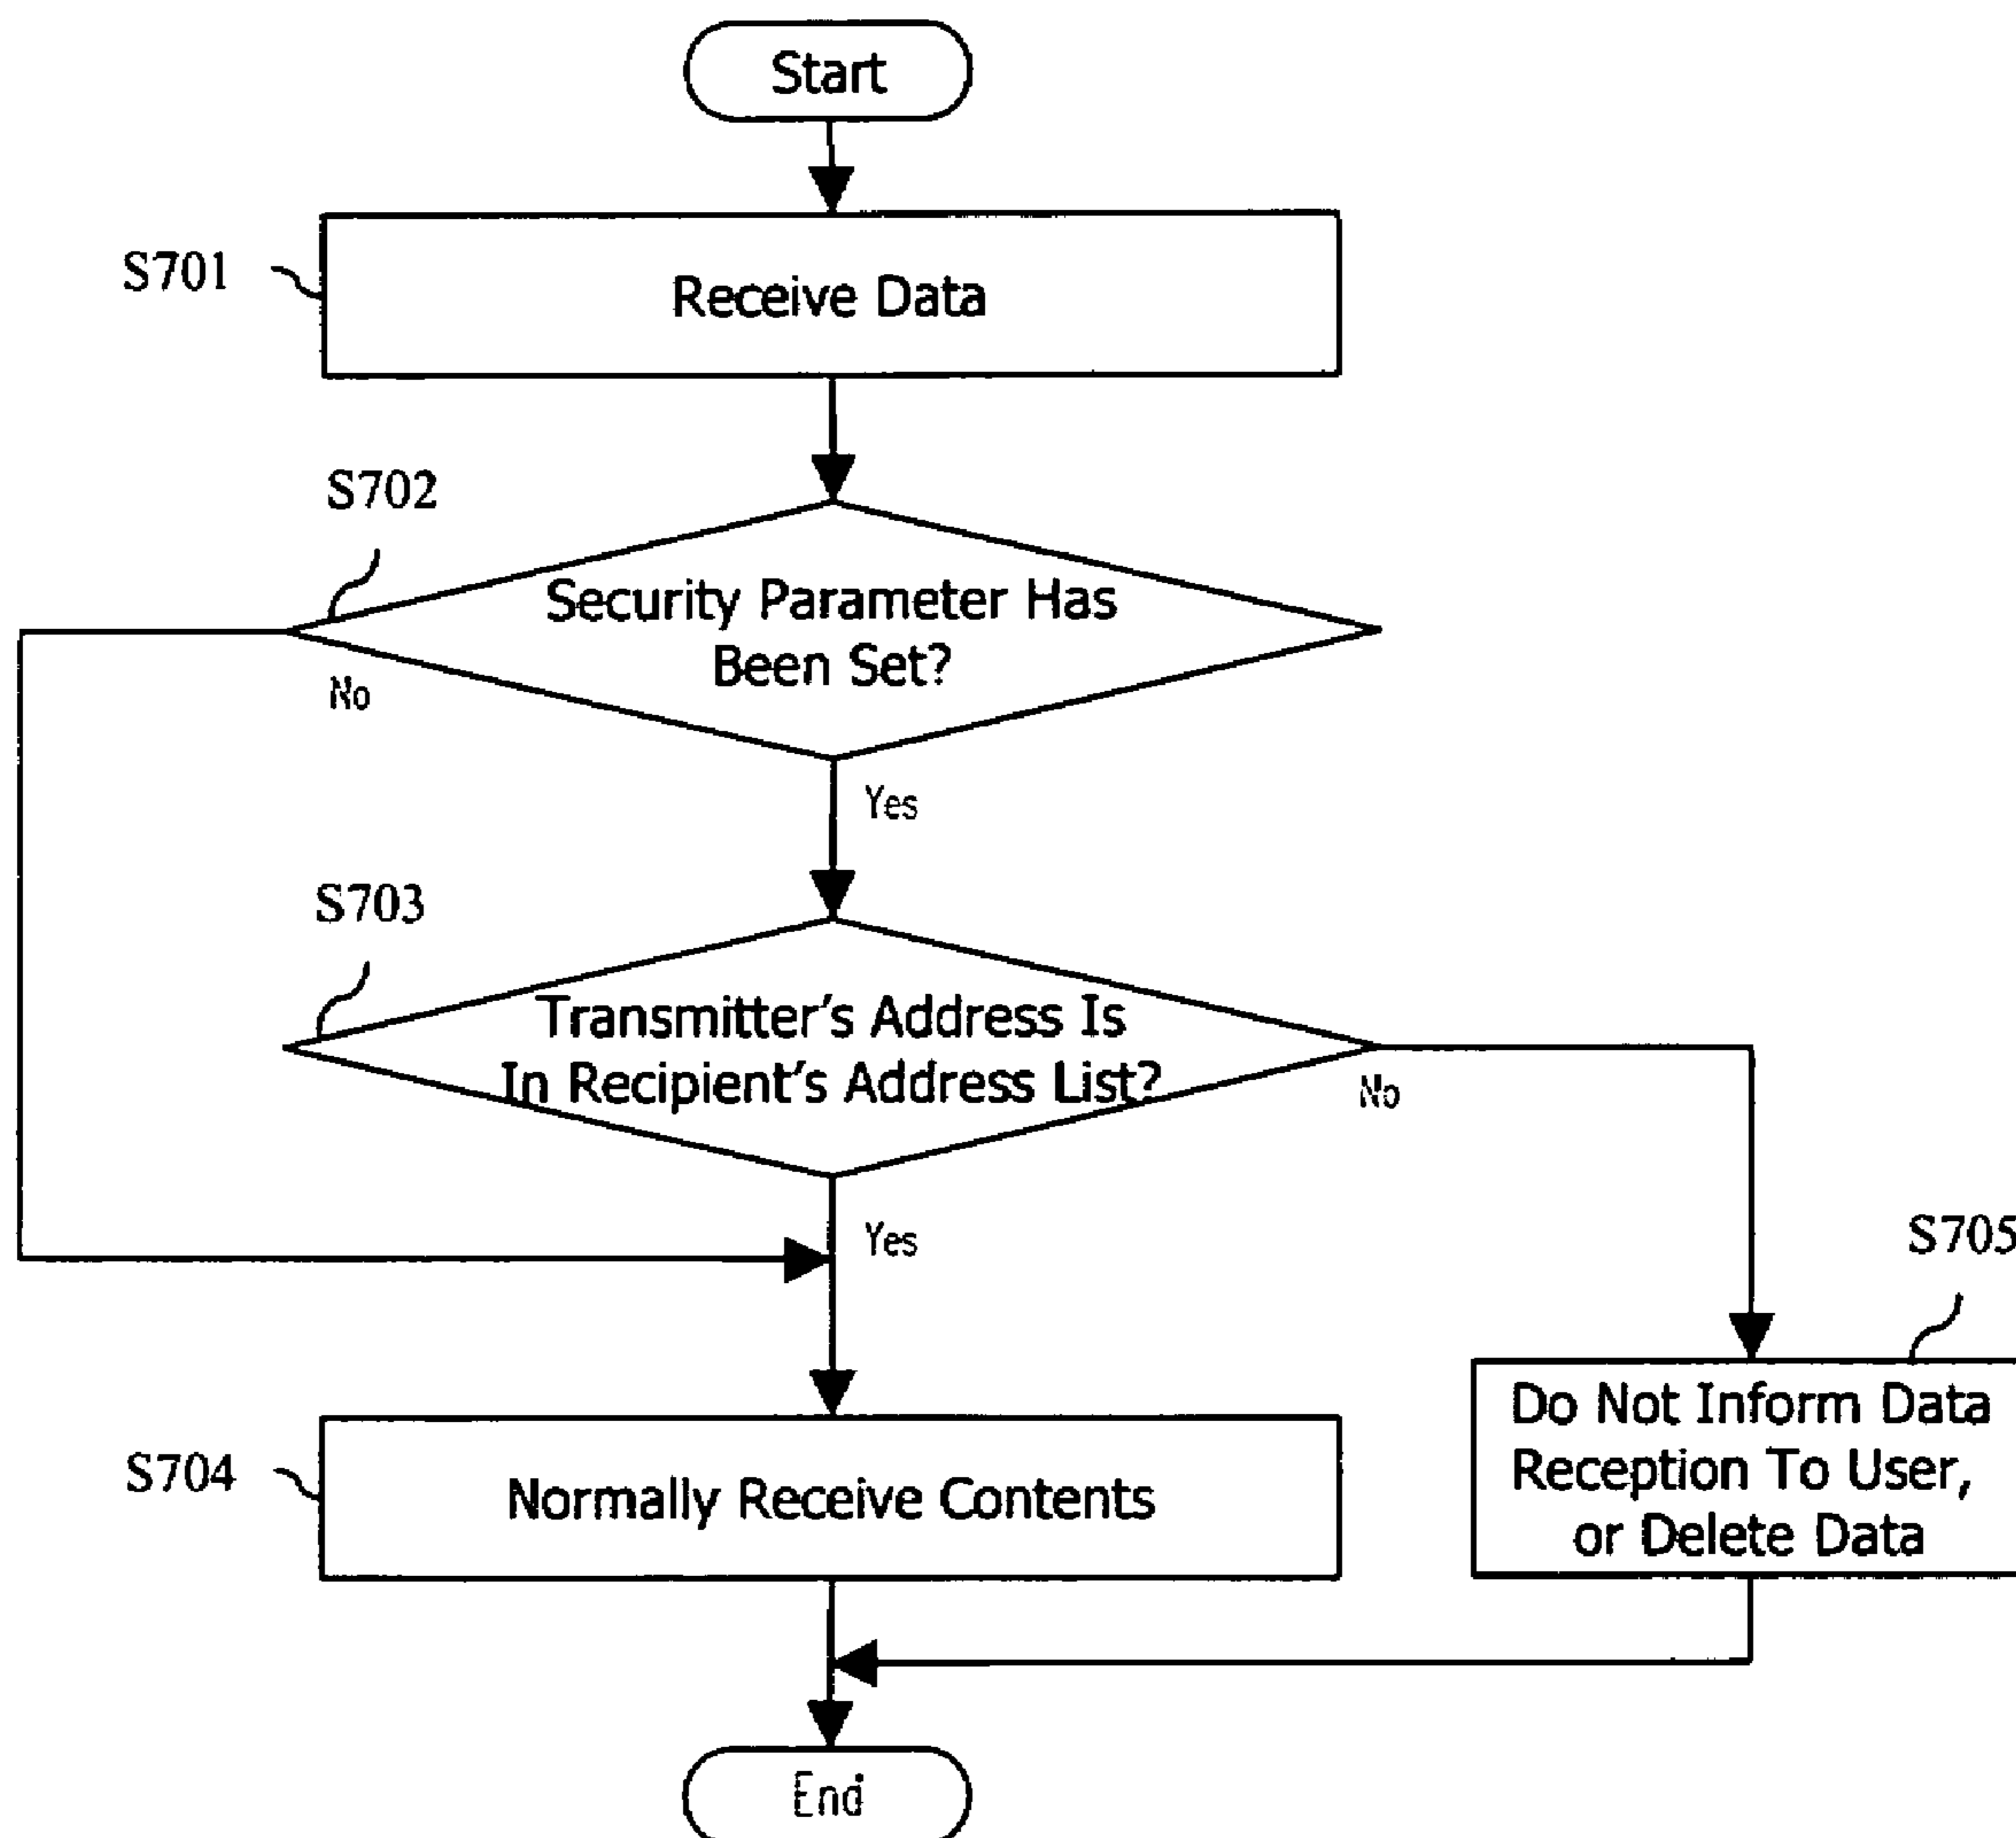 Start
S701
Receive Data
S702
Security Parameter Has
Been Set?
No
Yes
S703
Transmitter's Address Is
In Recipient's Address List?
No
Yes
S705
Do Not Inform Data
Reception To User,
or Delete Data
S704
Normally Receive Contents
End